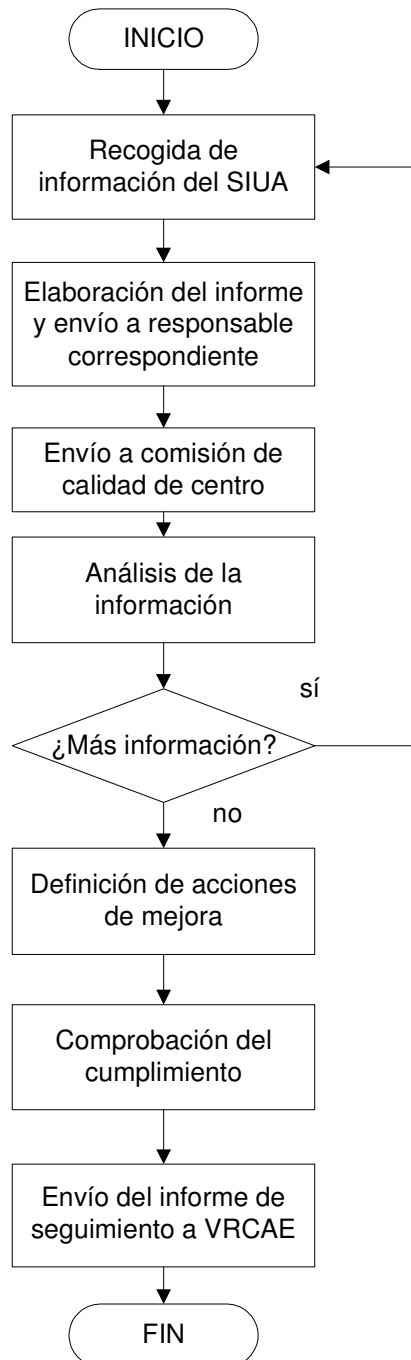 INICIO
Recogida de
información del SIUA
Elaboración del informe
y envío a responsable
correspondiente
Envío a comisión de
calidad de centro
Análisis de la
información
sí
¿Más información?
no
Definición de acciones
de mejora
Comprobación del
cumplimiento
Envío del informe de
seguimiento a VRCAE
FIN